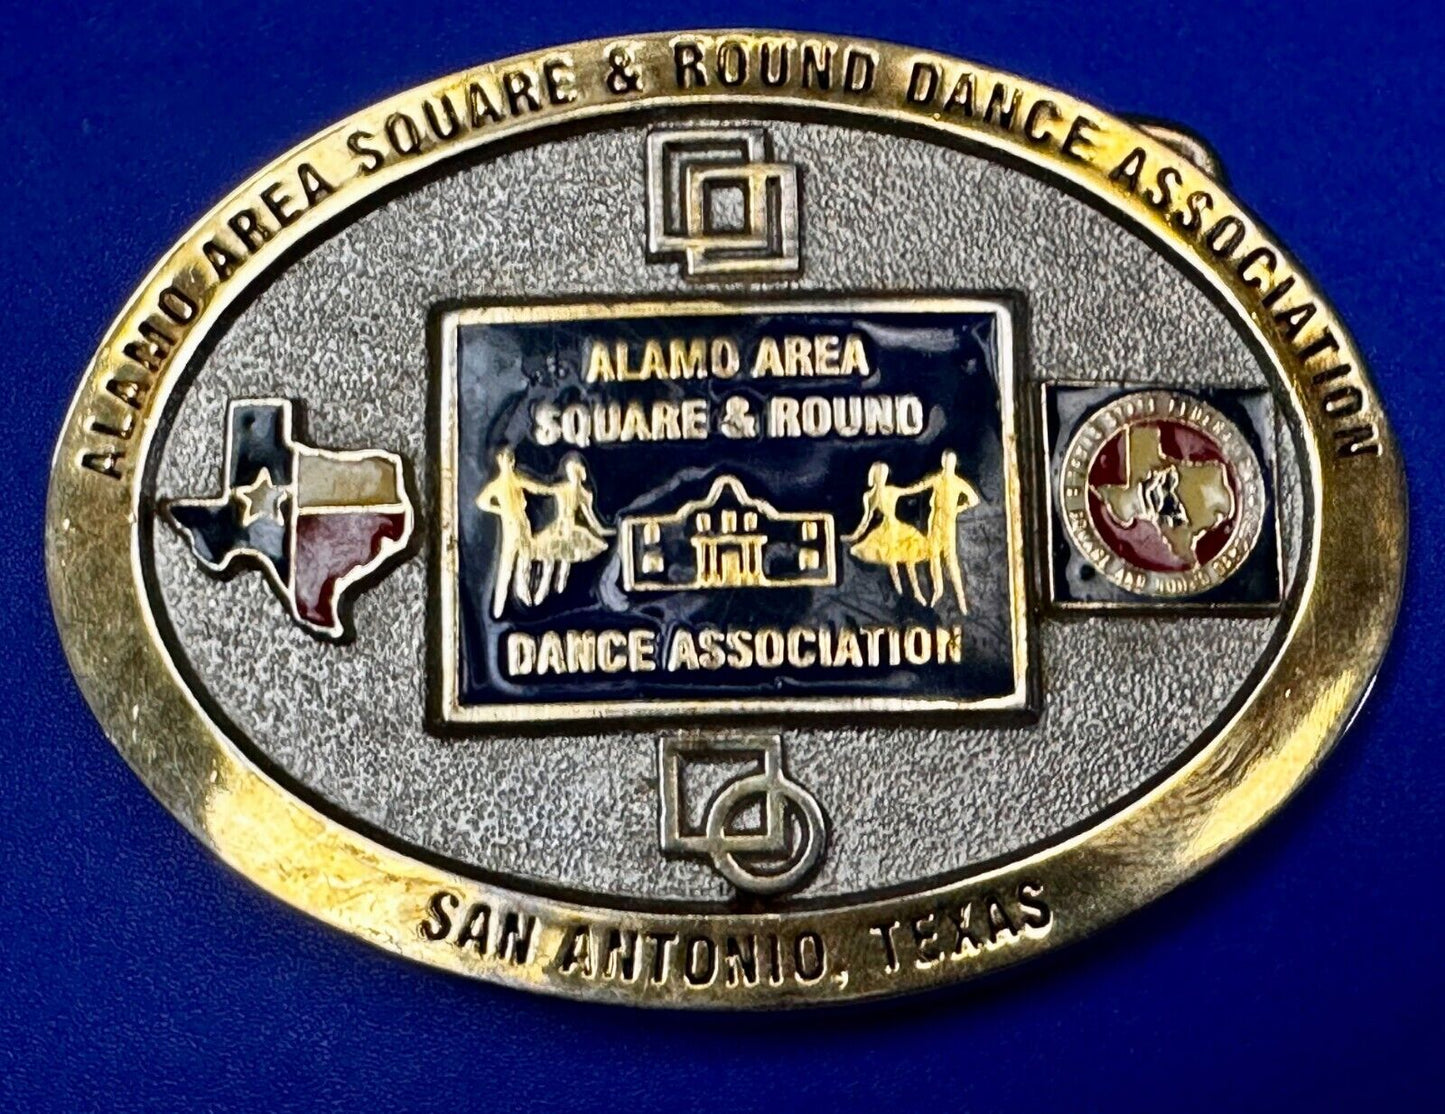 ALAMO AREA SQUARE & ROUND DANCE ASSOCIATION
ALAMO AREA
SQUARE & ROUND
DANCE ASSOCIATION
SAN ANTONIO, TEXAS